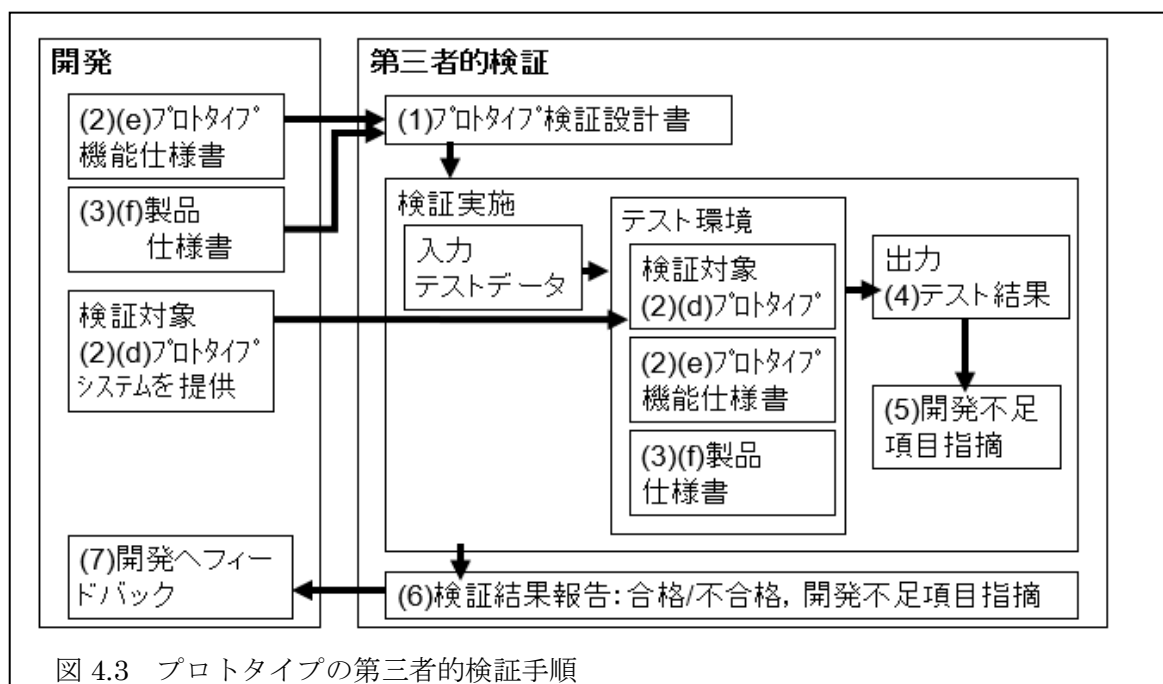 開発
(2)(e)ﾌﾟﾛﾄﾀｲﾌﾟ
機能仕様書
(3)(f)製品
仕様書
検証対象
(2)(d)ﾌﾟﾛﾄﾀｲﾌﾟ
ｼｽﾃﾑを提供
(7)開発へフィー
ドバック
第三者的検証
(1)ﾌﾟﾛﾄﾀｲﾌﾟ検証設計書
検証実施
入力
テストデータ
テスト環境
検証対象
(2)(d)ﾌﾟﾛﾄﾀｲﾌﾟ
(2)(e)ﾌﾟﾛﾄﾀｲﾌﾟ
機能仕様書
(3)(f)製品
仕様書
出力
(4)テスト結果
(5)開発不足
項目指摘
(6)検証結果報告:合格/不合格,開発不足項目指摘
図 4.3 プロトタイプの第三者的検証手順